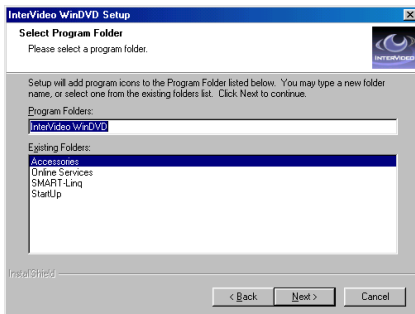 InterVideo WinDVD Setup
Select Program Folder
Please select a program folder.
INTERVIDEO
Setup will add program icons to the Program Folder listed below. You may type a new folder
name, or select one from the existing folders list. Click Next to continue.
Program Folders:
InterVideo WinDVD
Existing Folders:
Accessories
Online Services
SMART-Linq
StartUp
InstallShield
< Back
Next >
Cancel